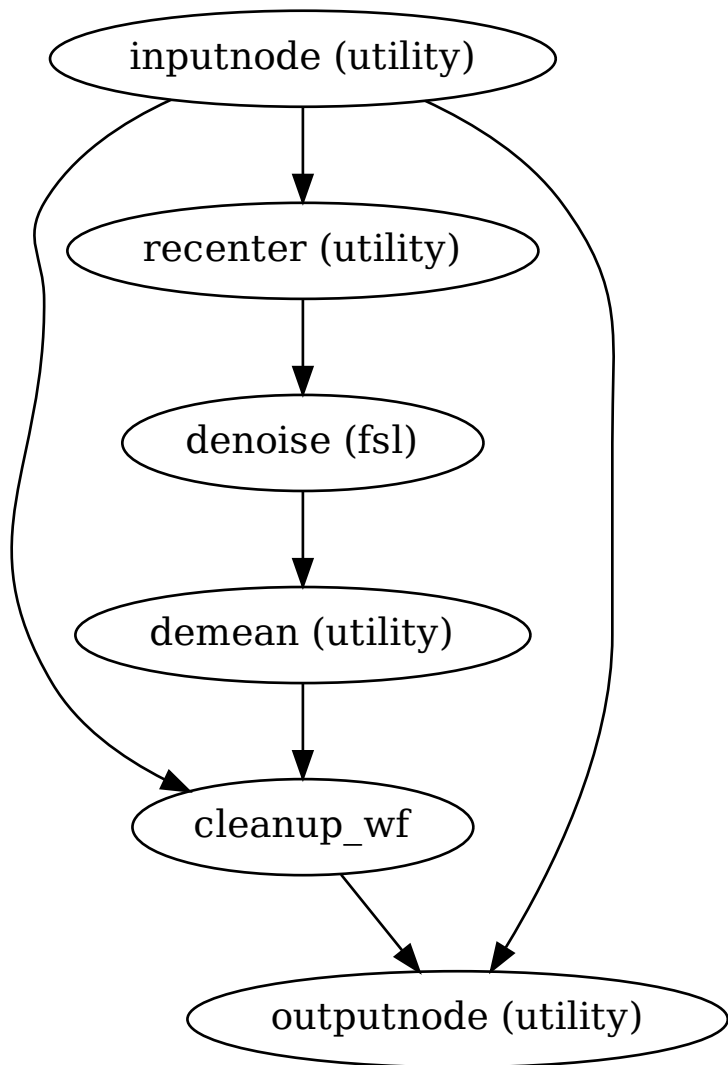 inputnode (utility)
recenter (utility)
denoise (fsl)
demean (utility)
cleanup_wf
outputnode (utility)